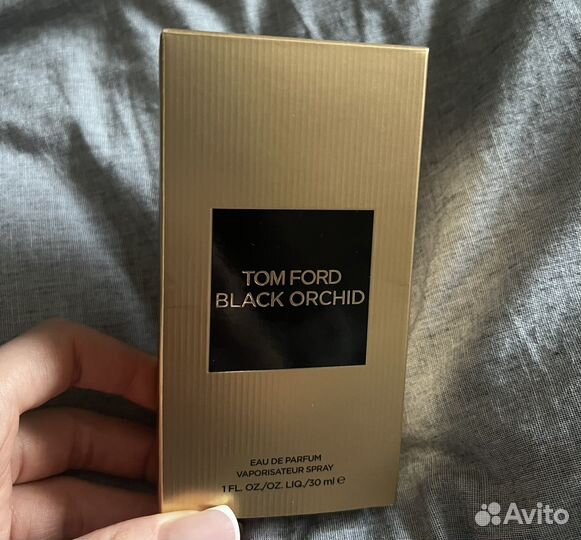 TOM FORD
BLACK ORCHID
EAU DE PARFUM
VAPORISATEUR SPRAY
1 FL. OZ./OZ. LIQ./30 ml ℮
Avito